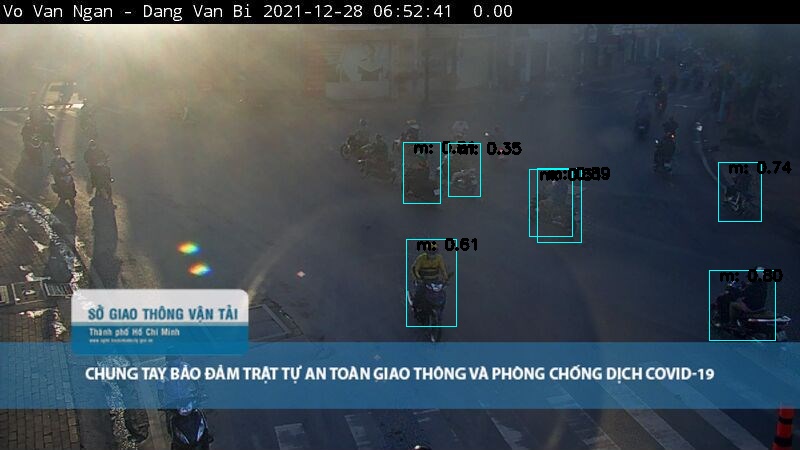 Vo Van Ngan - Dang Van Bi 2021-12-28 06:52:41 0.00
m: 0.35
m: 0.74
m: 0.61
m: 0.80
SỞ GIAO THÔNG VẬN TẢI
Thành phố Hồ Chí Minh
CHUNG TAY BẢO ĐẢM TRẬT TỰ AN TOÀN GIAO THÔNG VÀ PHÒNG CHỐNG DỊCH COVID-19